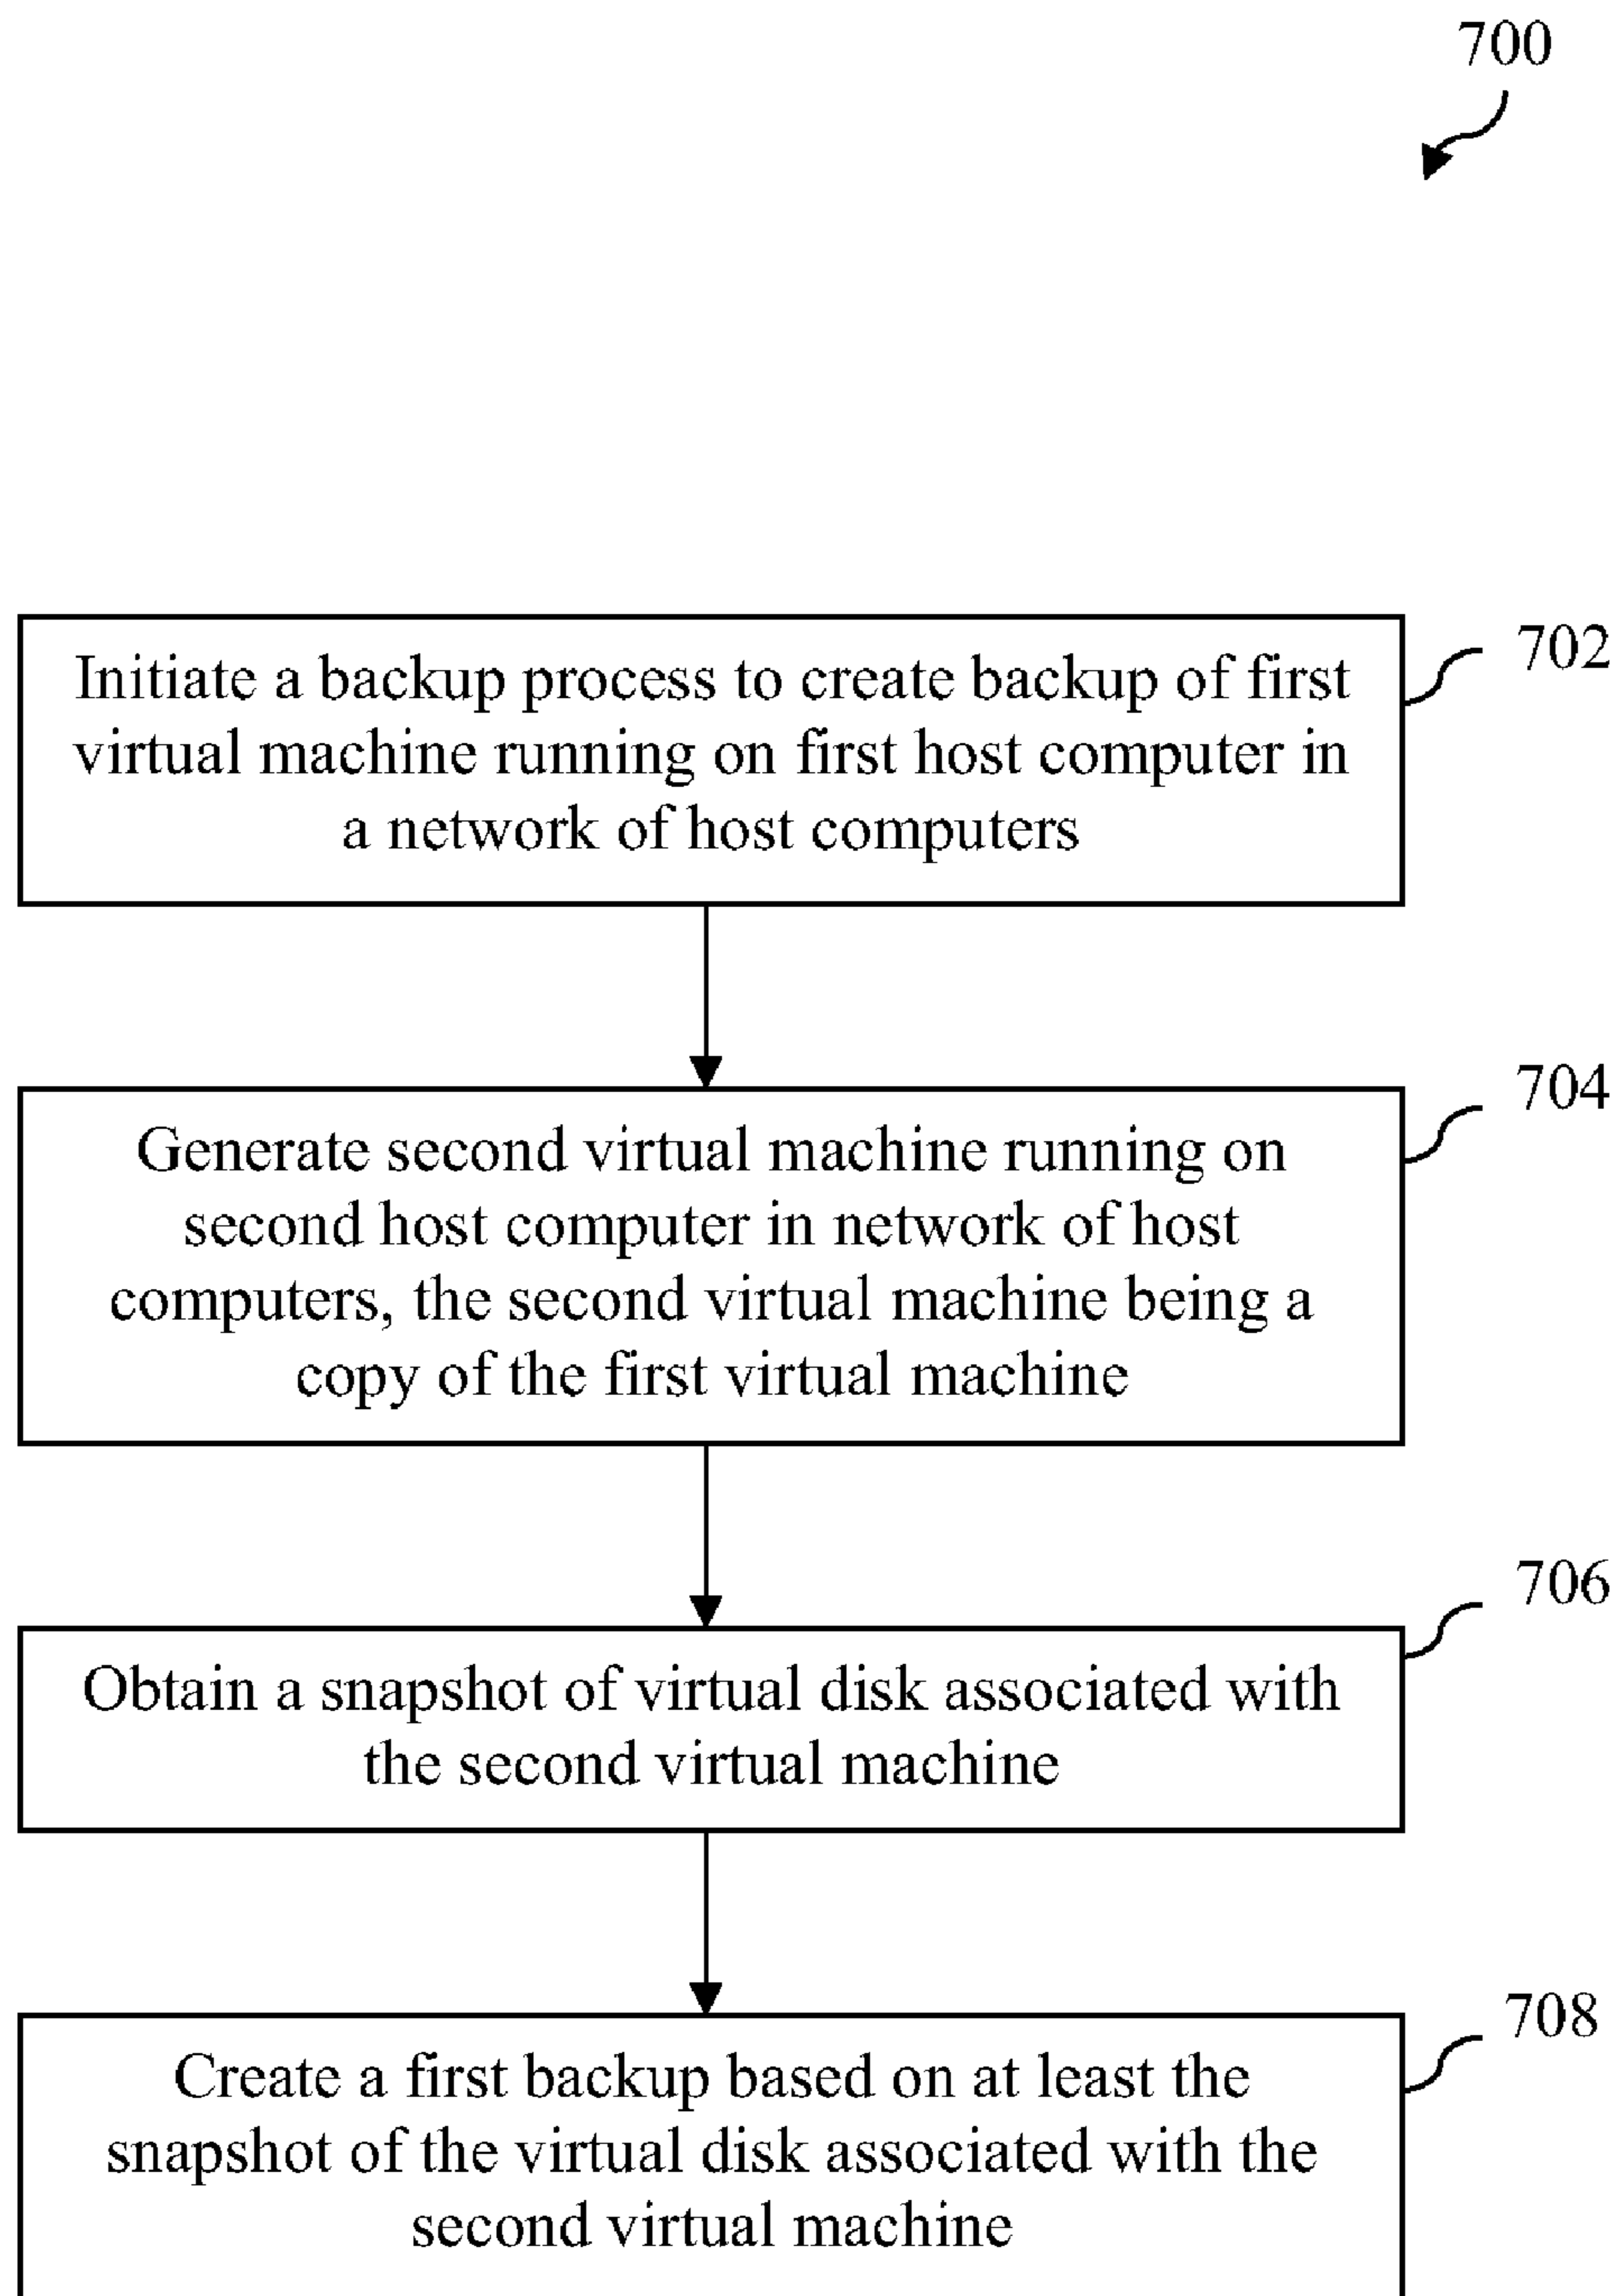 700
Initiate a backup process to create backup of first
virtual machine running on first host computer in
a network of host computers
702
Generate second virtual machine running on
second host computer in network of host
computers, the second virtual machine being a
copy of the first virtual machine
704
Obtain a snapshot of virtual disk associated with
the second virtual machine
706
Create a first backup based on at least the
snapshot of the virtual disk associated with the
second virtual machine
708